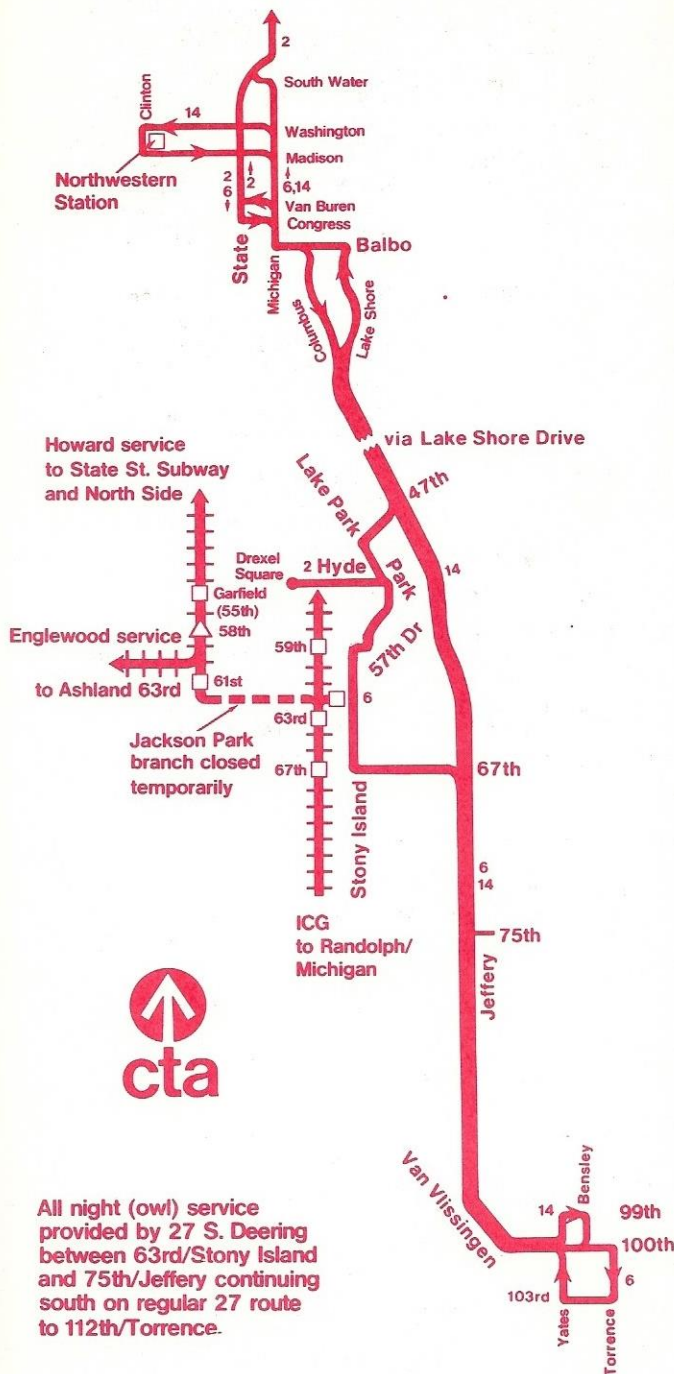 2
South Water
Clinton
14
Washington
Madison
Northwestern
Station
2
6
2
6,14
Van Buren
Congress
State
Michigan
Balbo
Columbus
Lake Shore
via Lake Shore Drive
Howard service
to State St. Subway
and North Side
Lake Park
47th
14
Drexel
Square
2 Hyde
Park
Garfield
(55th)
58th
Englewood service
to Ashland 63rd
59th
57th Dr
61st
6
63rd
Jackson Park
branch closed
temporarily
67th
67th
Stony Island
6
14
ICG
to Randolph/
Michigan
75th
Jeffery
cta
Van Vlissingen
14
Bensley
99th
100th
6
103rd
Yates
Torrence
All night (owl) service
provided by 27 S. Deering
between 63rd/Stony Island
and 75th/Jeffery continuing
south on regular 27 route
to 112th/Torrence.